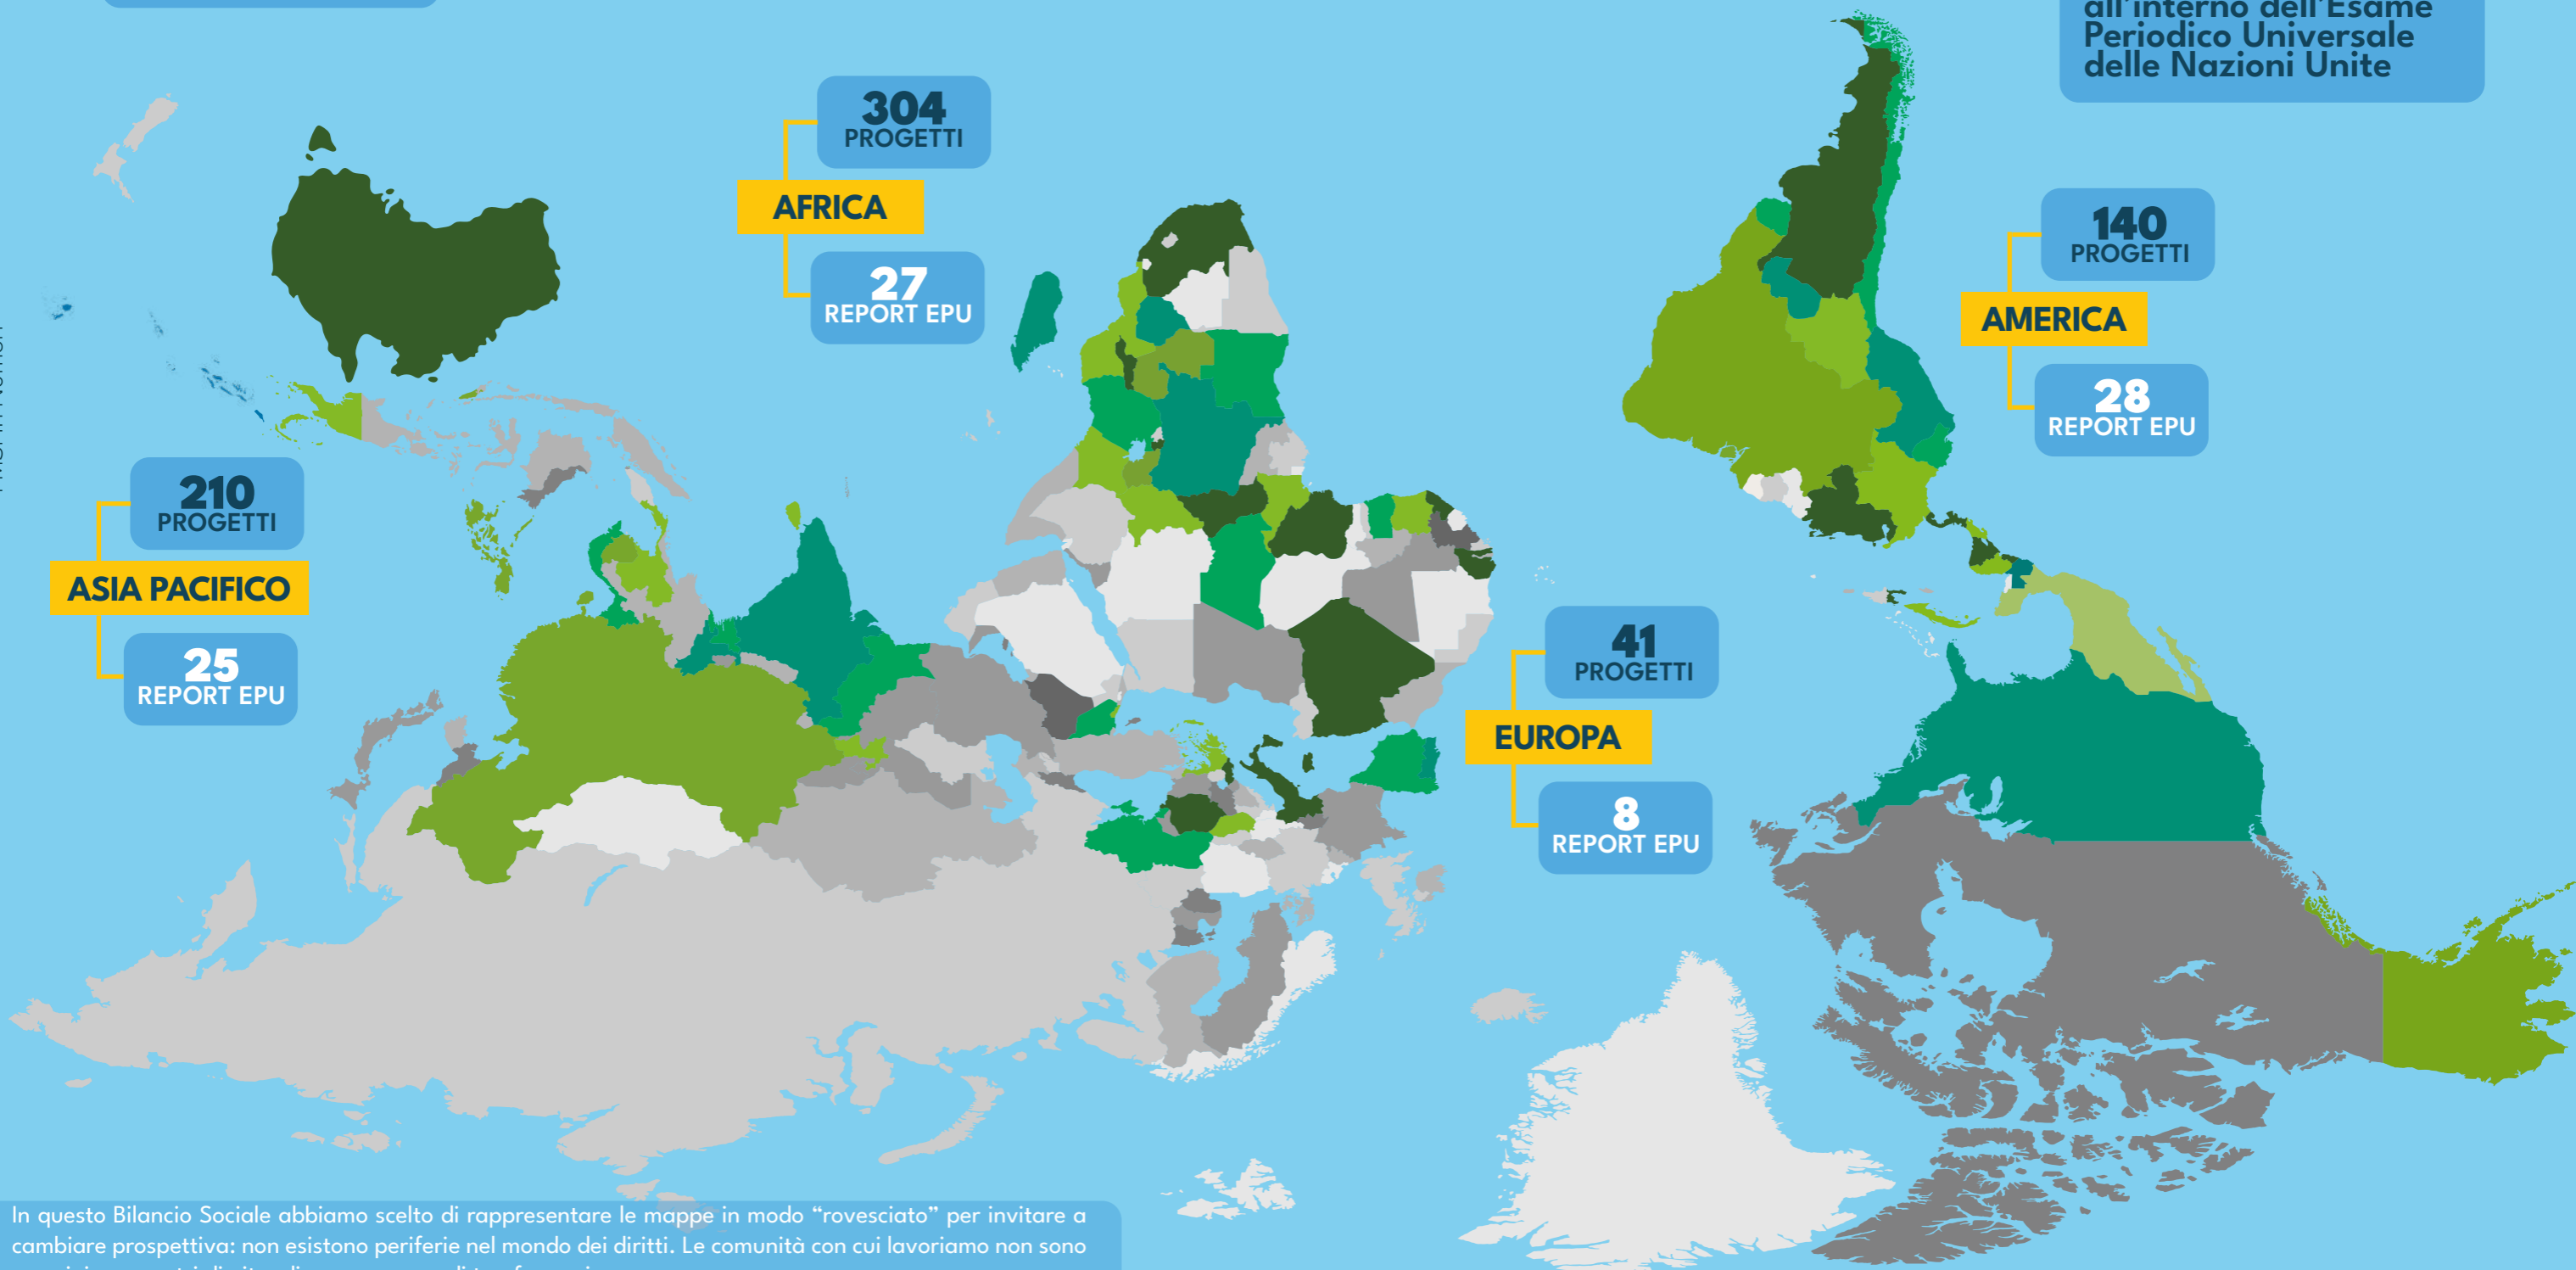 all'interno dell'Esame
Periodico Universale
delle Nazioni Unite
304
PROGETTI
AFRICA
27
REPORT EPU
140
PROGETTI
AMERICA
28
REPORT EPU
210
PROGETTI
ASIA PACIFICO
25
REPORT EPU
41
PROGETTI
EUROPA
8
REPORT EPU
In questo Bilancio Sociale abbiamo scelto di rappresentare le mappe in modo “rovesciato” per invitare a
cambiare prospettiva: non esistono periferie nel mondo dei diritti. Le comunità con cui lavoriamo non sono